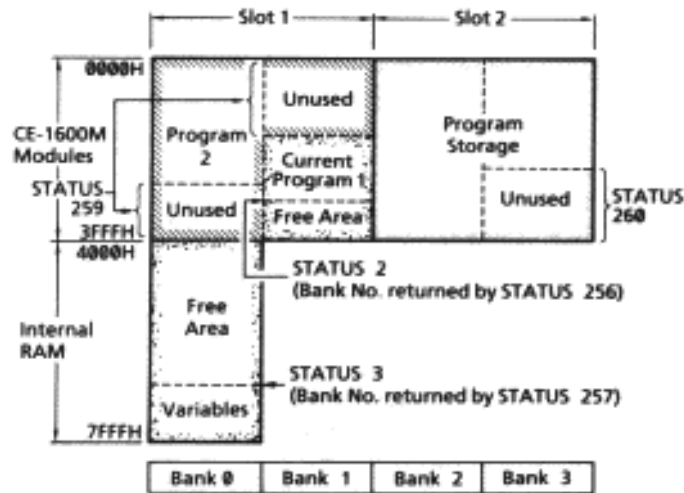 Slot 1
Slot 2
0000H
CE-1600M
Modules
STATUS
259
3FFFH
4000H
Program
2
Unused
Unused
Current
Program 1
Free Area
Program
Storage
Unused
STATUS
260
STATUS 2
(Bank No. returned by STATUS 256)
Internal
RAM
Free
Area
STATUS 3
(Bank No. returned by STATUS 257)
Variables
7FFFH
Bank 0
Bank 1
Bank 2
Bank 3